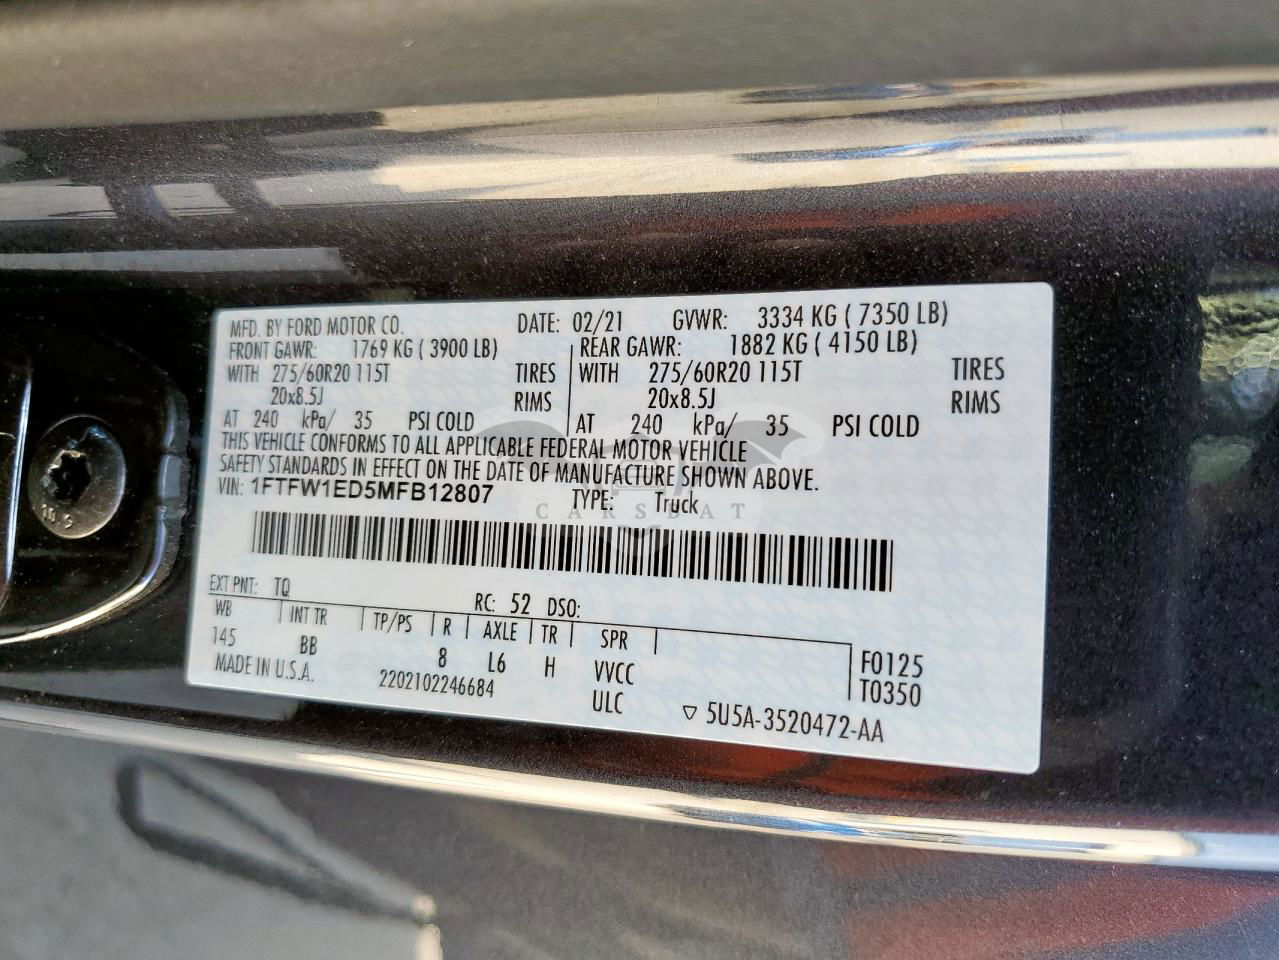 MFD. BY FORD MOTOR CO. DATE: 02/21 GVWR: 3334 KG ( 7350 LB)
FRONT GAWR: 1769 KG ( 3900 LB) REAR GAWR: 1882 KG ( 4150 LB)
WITH 275/60R20 115T TIRES WITH 275/60R20 115T TIRES
20x8.5J RIMS 20x8.5J RIMS
AT 240 kPa/ 35 PSI COLD AT 240 kPa/ 35 PSI COLD
THIS VEHICLE CONFORMS TO ALL APPLICABLE FEDERAL MOTOR VEHICLE
SAFETY STANDARDS IN EFFECT ON THE DATE OF MANUFACTURE SHOWN ABOVE.
VIN: 1FTFW1ED5MFB12807 TYPE: Truck
CARSDAT
EXT PNT: TQ RC: 52 DSO:
WB INT TR TP/PS R AXLE TR SPR
145 BB 8 L6 H VVCC F0125
MADE IN U.S.A. 2202102246684 ULC T0350
▽ 5U5A-3520472-AA
10.9